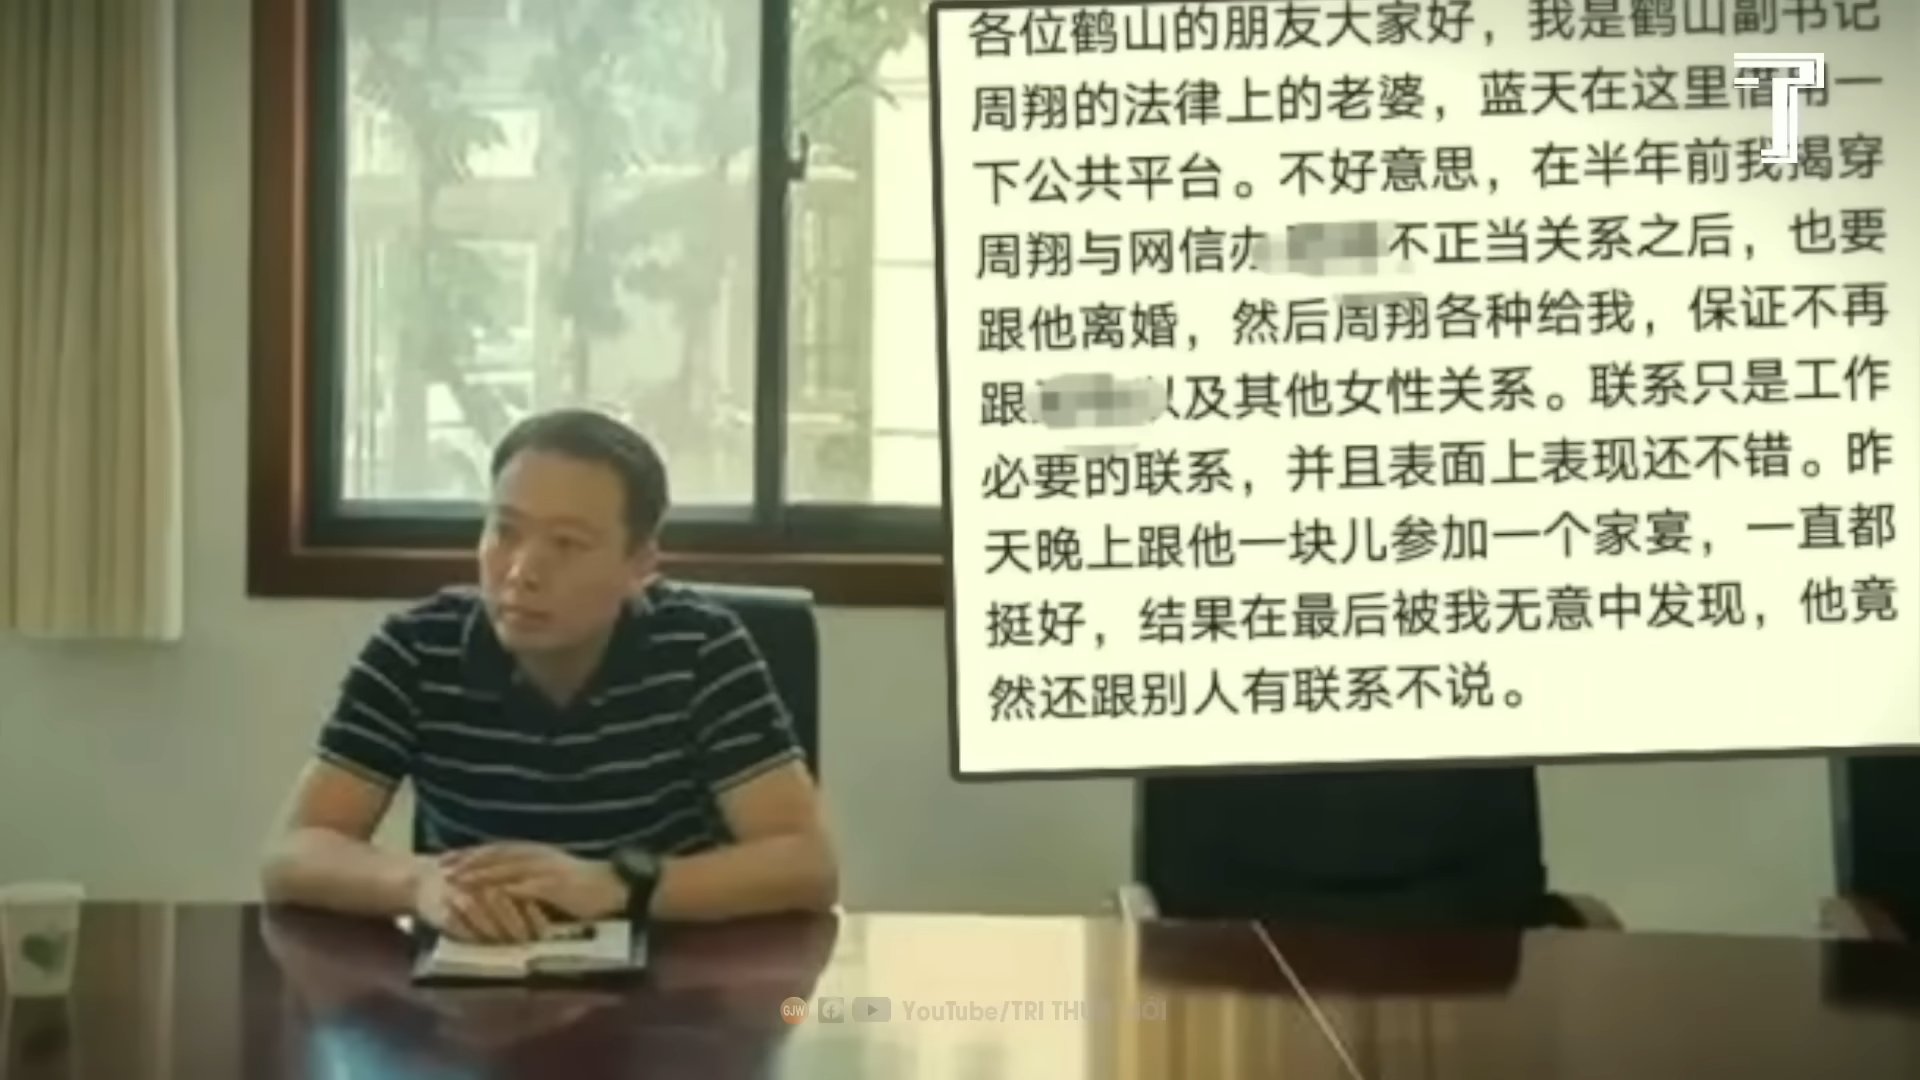 各位鹤山的朋友大家好，我是鹤山副书记
周翔的法律上的老婆，蓝天在这里借用一
下公共平台。不好意思，在半年前我揭穿
周翔与网信办不正当关系之后，也要
跟他离婚，然后周翔各种给我，保证不再
跟以及其他女性关系。联系只是工作
必要的联系，并且表面上表现还不错。昨
天晚上跟他一块儿参加一个家宴，一直都
挺好，结果在最后被我无意中发现，他竟
然还跟别人有联系不说。
GJW YouTube/TRI THỨC MỚI